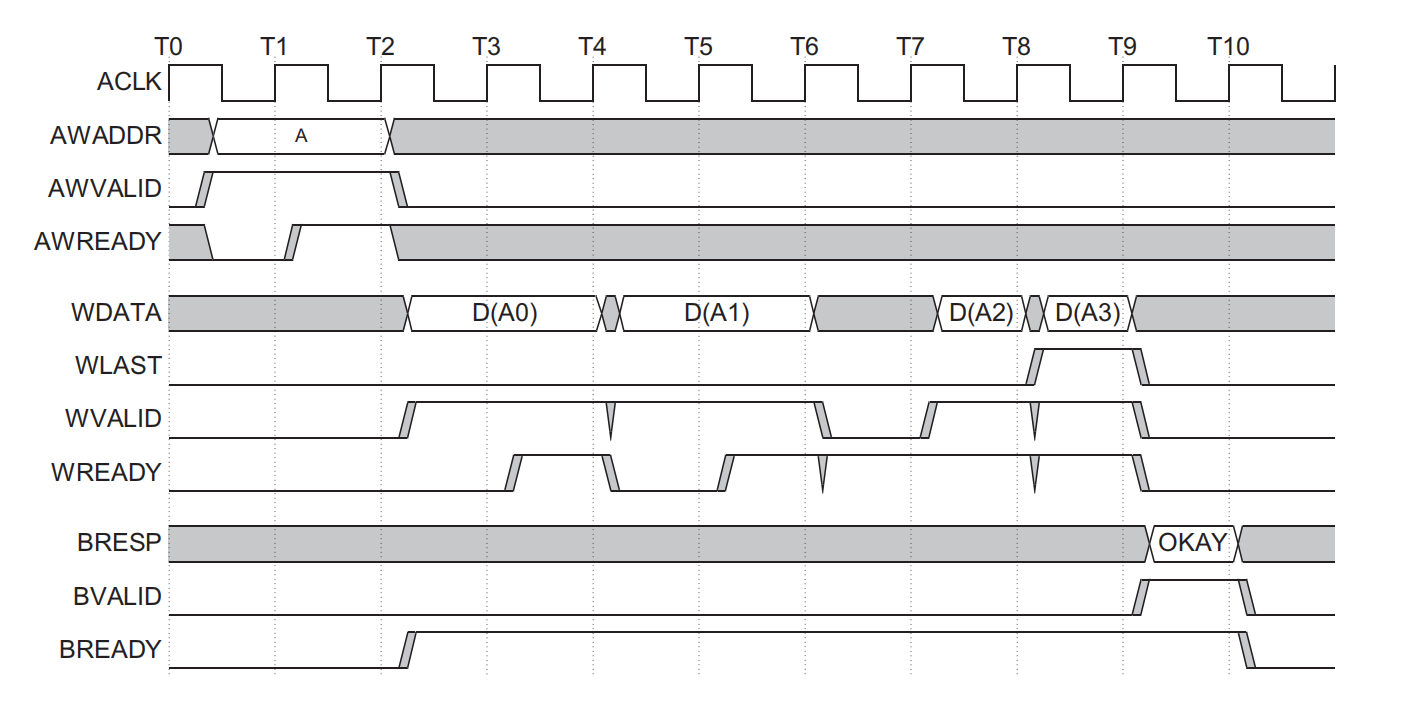 T0 T1 T2 T3 T4 T5 T6 T7 T8 T9 T10
ACLK
AWADDR A
AWVALID
AWREADY
WDATA D(A0) D(A1) D(A2) D(A3)
WLAST
WVALID
WREADY
BRESP OKAY
BVALID
BREADY